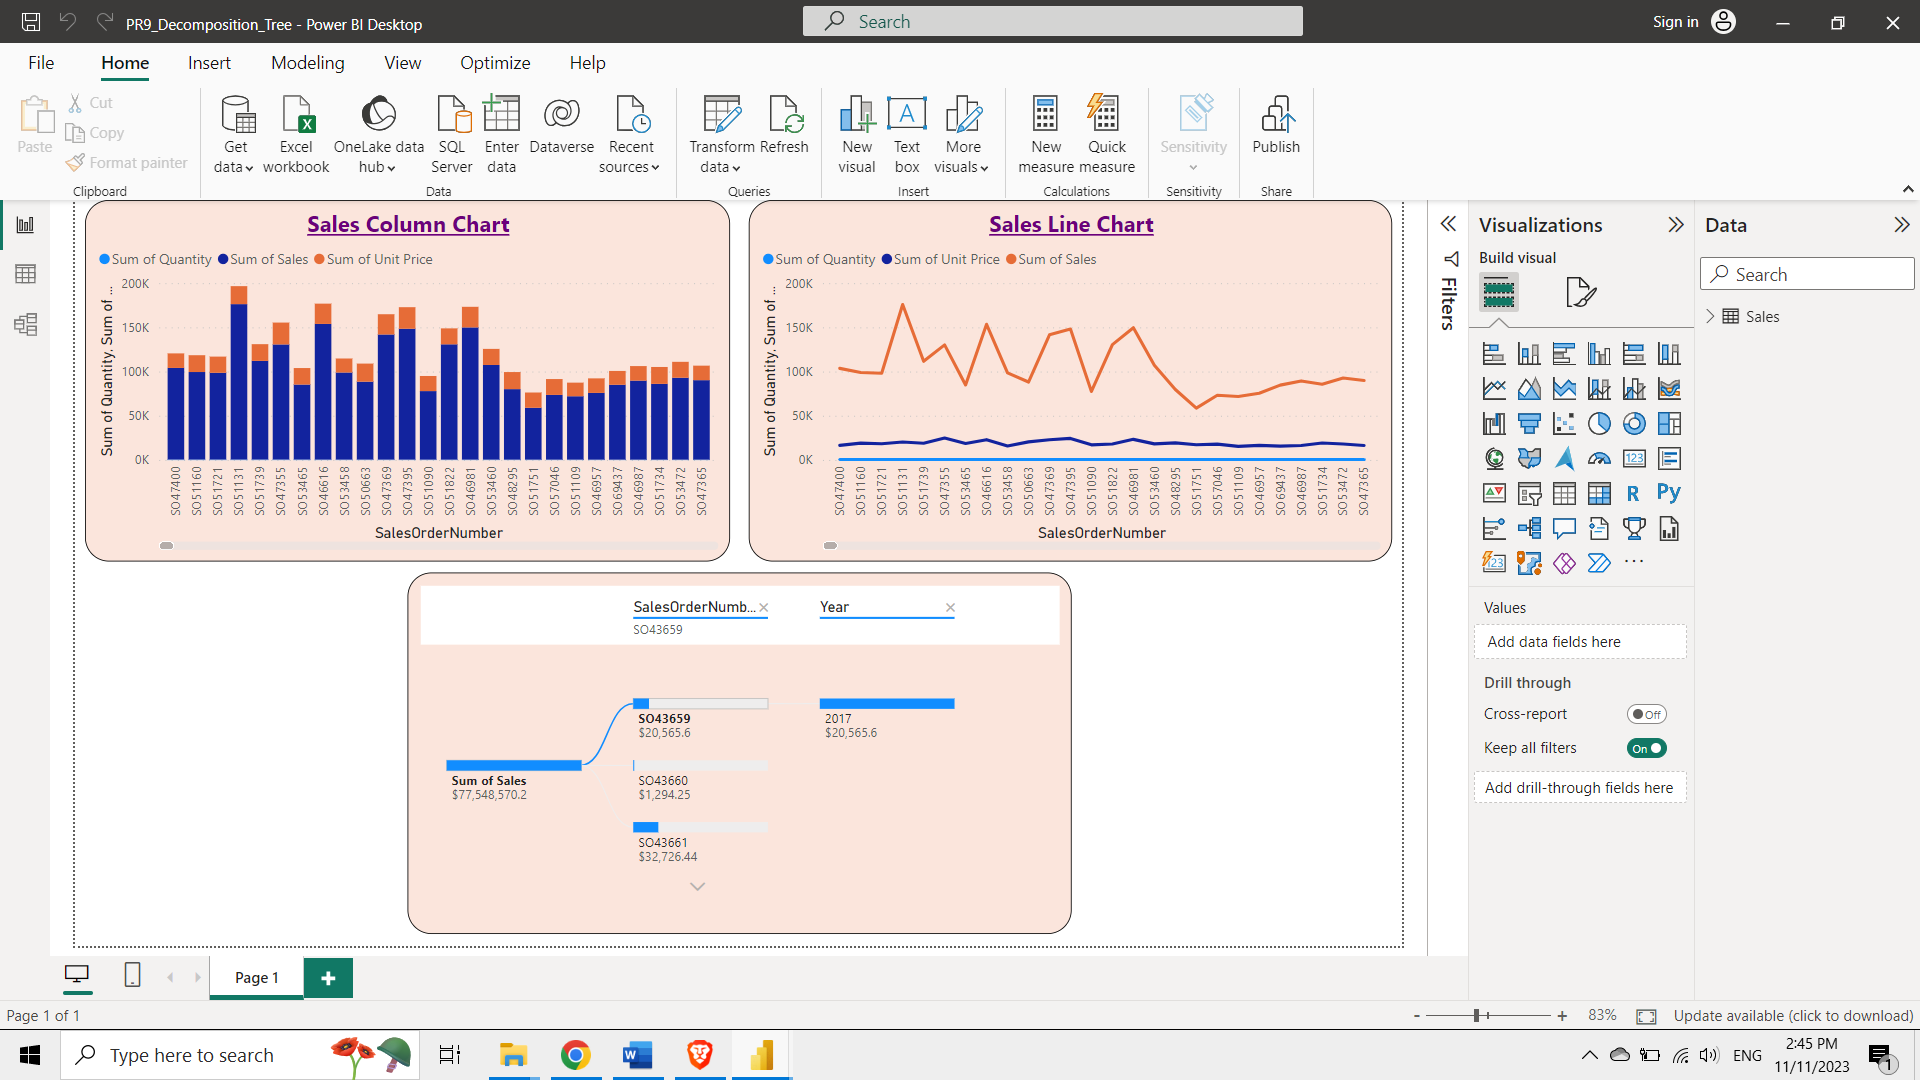 PR9_Decomposition_Tree - Power BI Desktop
Search
Sign in
File
Home
Insert
Modeling
View
Optimize
Help
Paste
Cut
Copy
Format painter
Clipboard
Get data
Excel workbook
OneLake data hub
SQL Server
Enter data
Dataverse
Recent sources
Data
Transform data
Refresh
Queries
New visual
Text box
More visuals
Insert
New measure
Quick measure
Calculations
Sensitivity
Sensitivity
Publish
Share
Sales Column Chart
Sum of Quantity Sum of Sales Sum of Unit Price
Sum of Quantity, Sum of ...
200K
150K
100K
50K
0K
SO47400
SO51160
SO51721
SO51131
SO51739
SO47355
SO53465
SO46616
SO53458
SO50663
SO47369
SO47395
SO51090
SO51822
SO46981
SO53460
SO48295
SO51751
SO57046
SO51109
SO46957
SO69437
SO46987
SO51734
SO53472
SO47365
SalesOrderNumber
Sales Line Chart
Sum of Quantity Sum of Unit Price Sum of Sales
Sum of Quantity, Sum of ...
200K
150K
100K
50K
0K
SO47400
SO51160
SO51721
SO51131
SO51739
SO47355
SO53465
SO46616
SO53458
SO50663
SO47369
SO47395
SO51090
SO51822
SO46981
SO53460
SO48295
SO51751
SO57046
SO51109
SO46957
SO69437
SO46987
SO51734
SO53472
SO47365
SalesOrderNumber
SalesOrderNumb...
SO43659
Year
Sum of Sales
$77,548,570.2
SO43659
$20,565.6
SO43660
$1,294.25
SO43661
$32,726.44
2017
$20,565.6
Filters
Visualizations
Build visual
123
R
Py
123
Values
Add data fields here
Drill through
Cross-report
Off
Keep all filters
On
Add drill-through fields here
Data
Search
Sales
Page 1
Page 1 of 1
- + 83%
Update available (click to download)
Type here to search
ENG
2:45 PM
11/11/2023
1